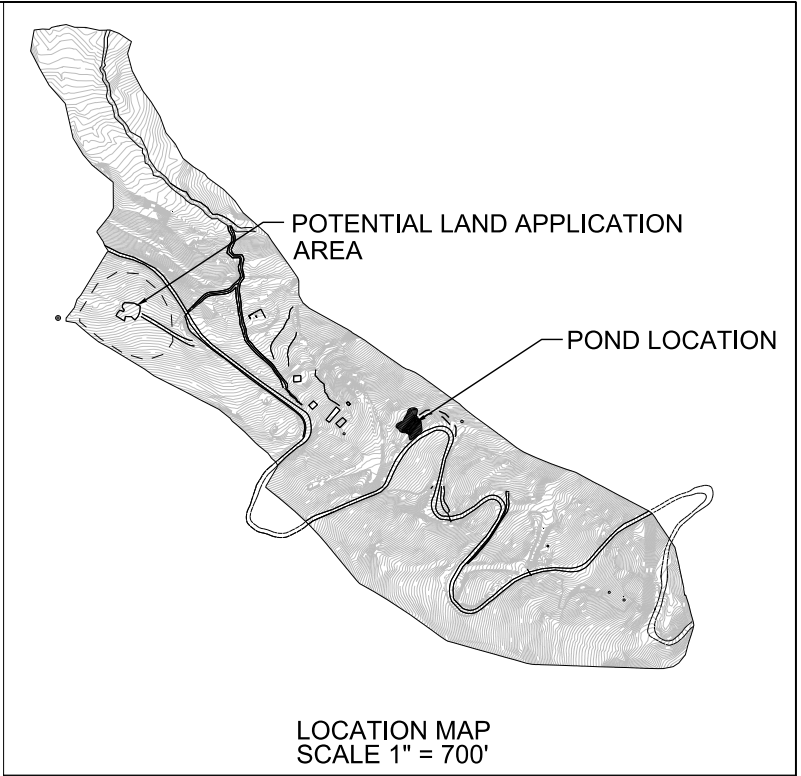 POTENTIAL LAND APPLICATION
AREA
POND LOCATION
LOCATION MAP
SCALE 1" = 700'